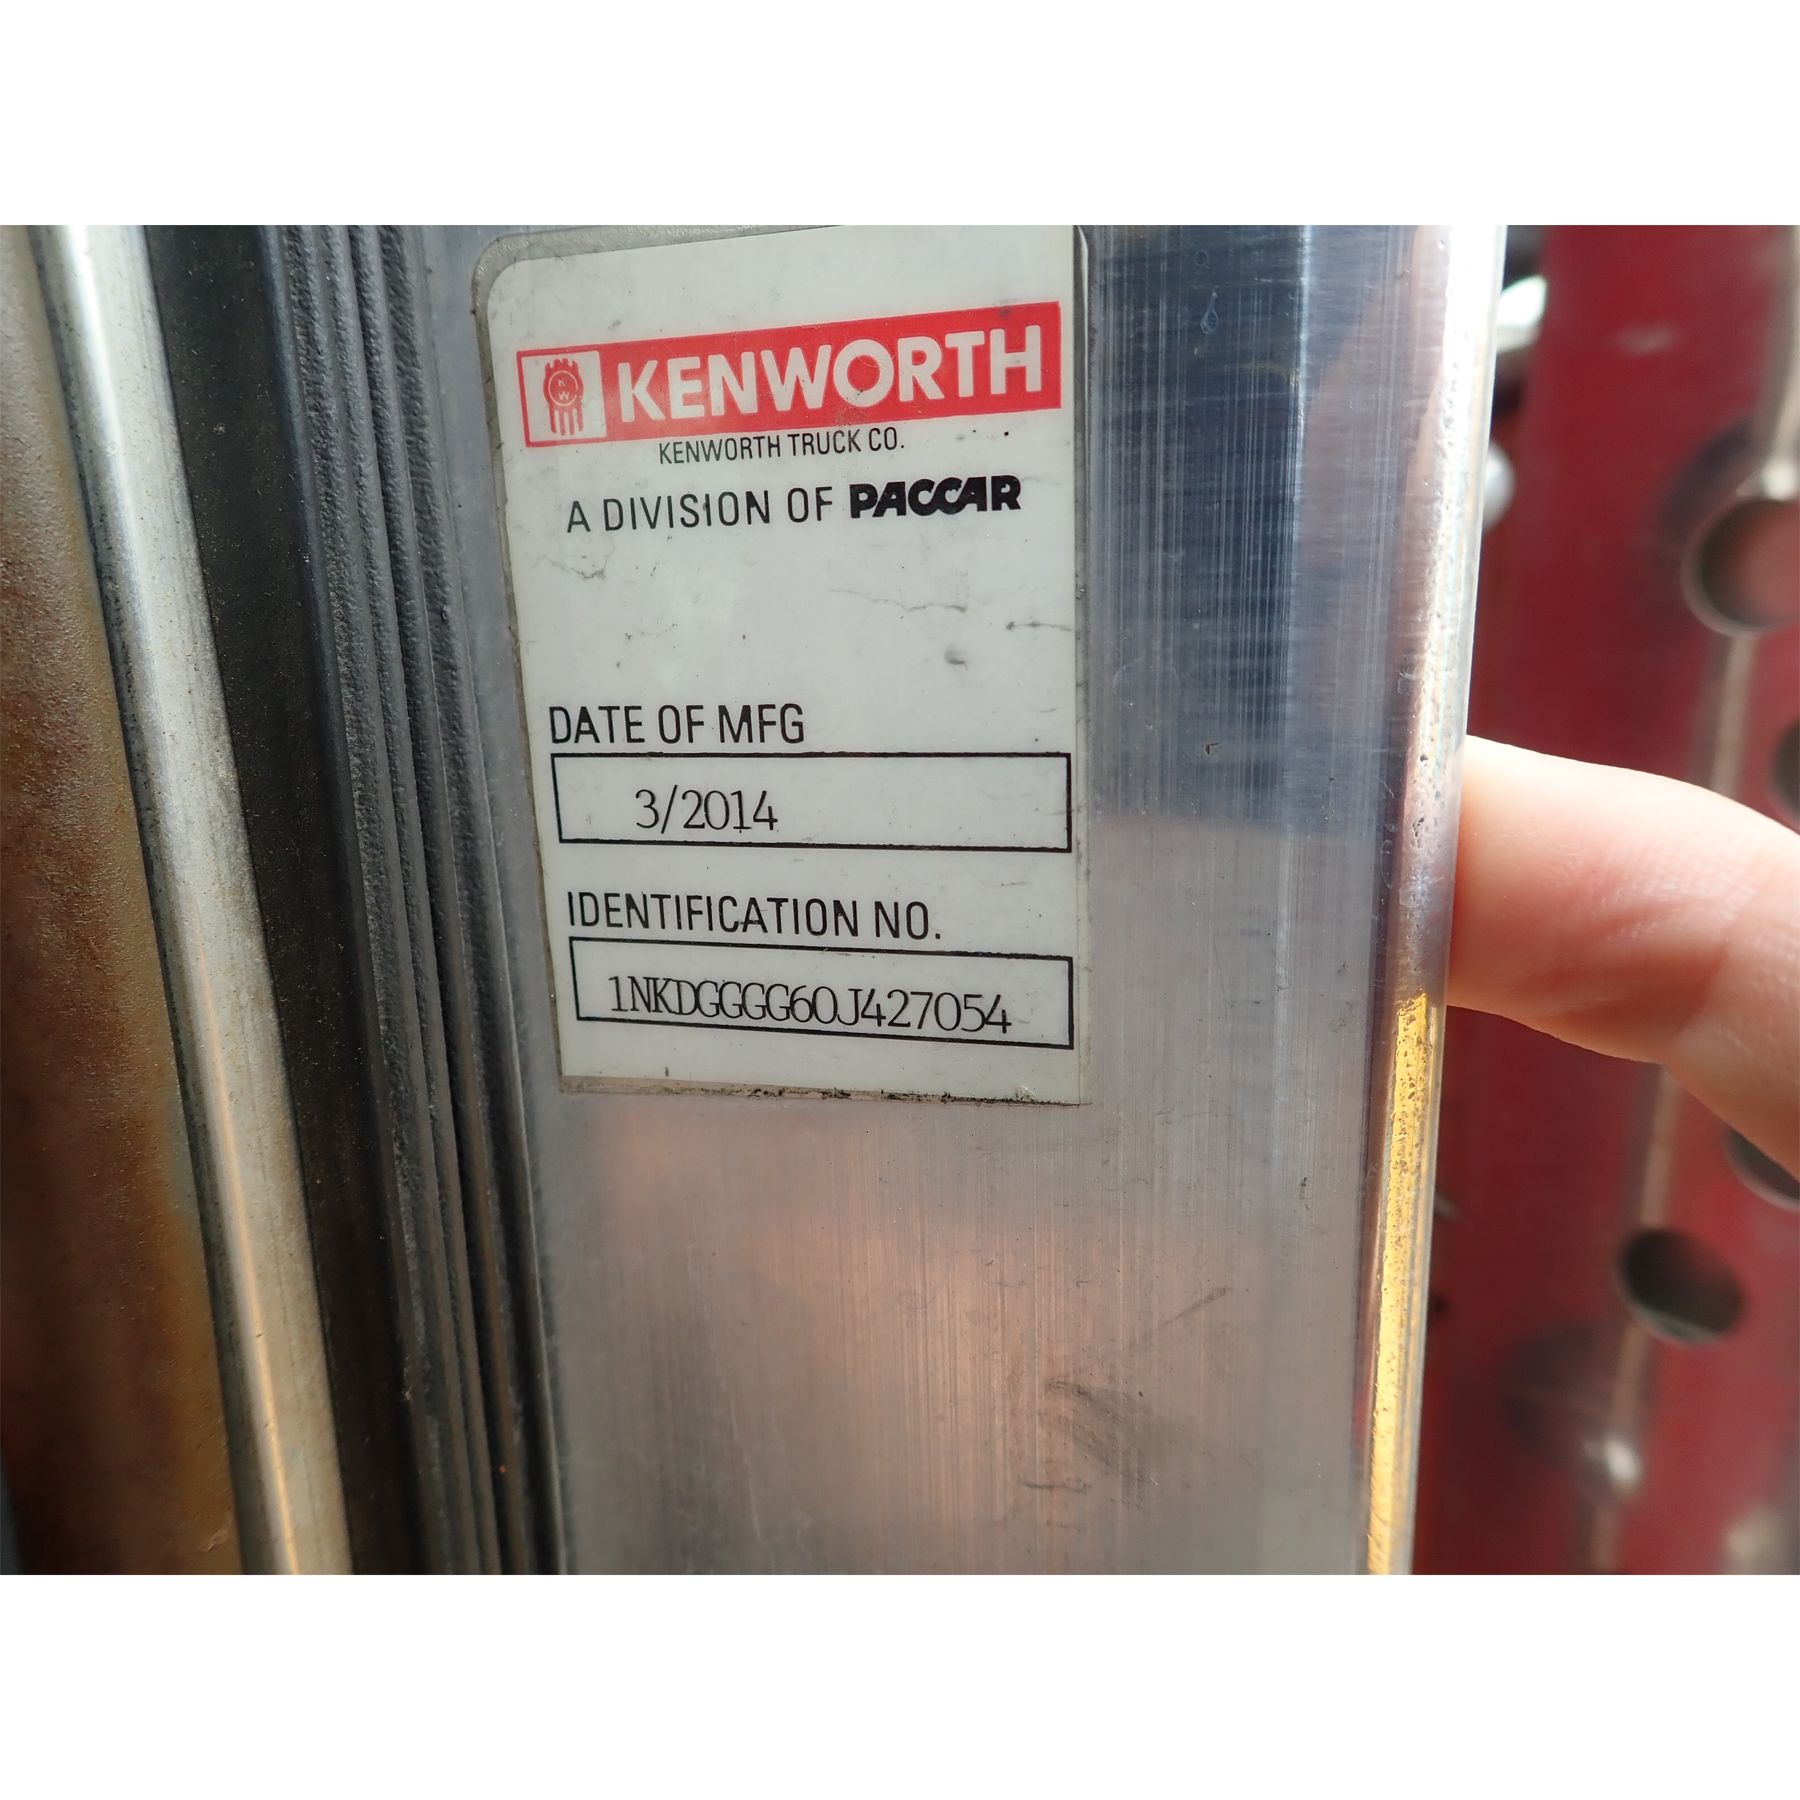 KENWORTH
KENWORTH TRUCK CO.
A DIVISION OF PACCAR
DATE OF MFG
3/2014
IDENTIFICATION NO.
1NKDGGGG60J427054